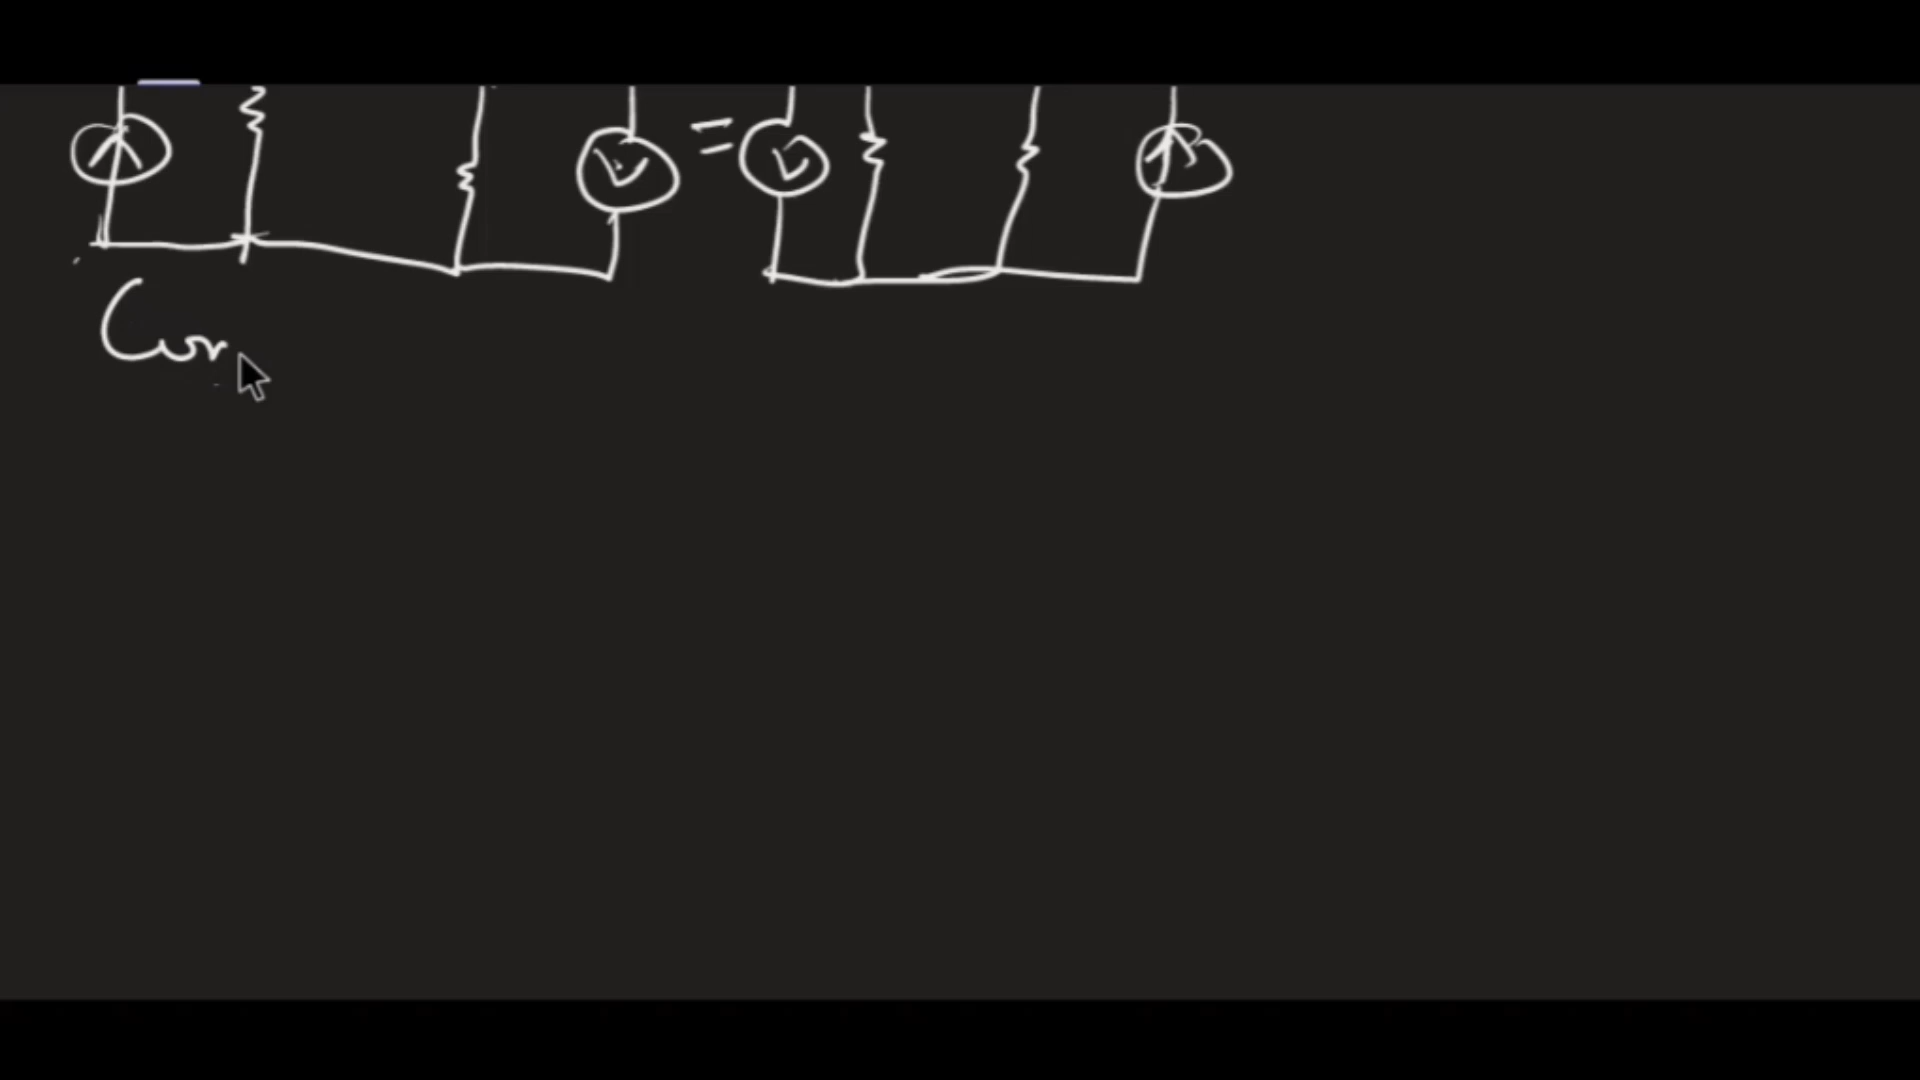 V = V
Cur